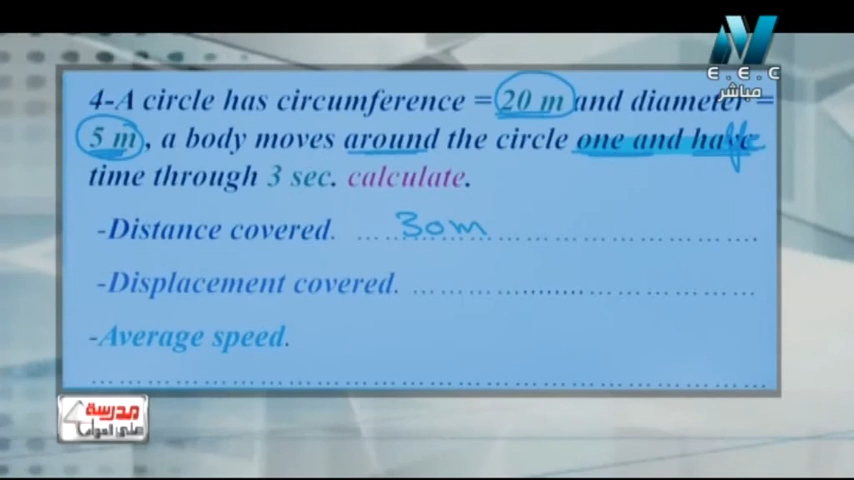 E.E.C
مباشر
4-A circle has circumference = 20 m and diameter =
5 m, a body moves around the circle one and have
time through 3 sec. calculate.
-Distance covered. ... 30m ...
-Displacement covered. ...
-Average speed.
مدرسة
على الهواء